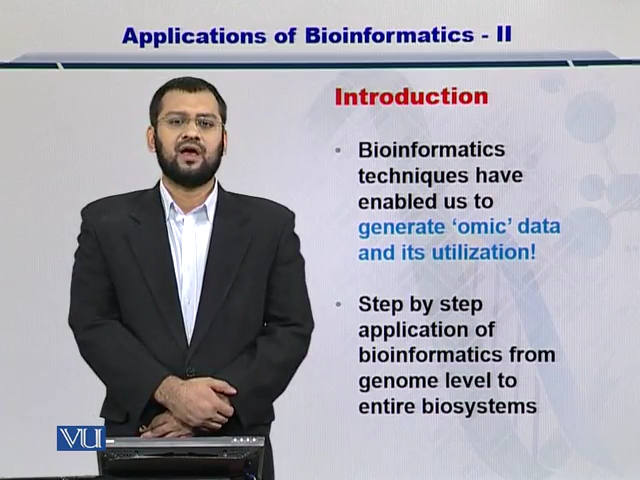 Applications of Bioinformatics - II
Introduction
• Bioinformatics
techniques have
enabled us to
generate ‘omic’ data
and its utilization!
• Step by step
application of
bioinformatics from
genome level to
entire biosystems
VU